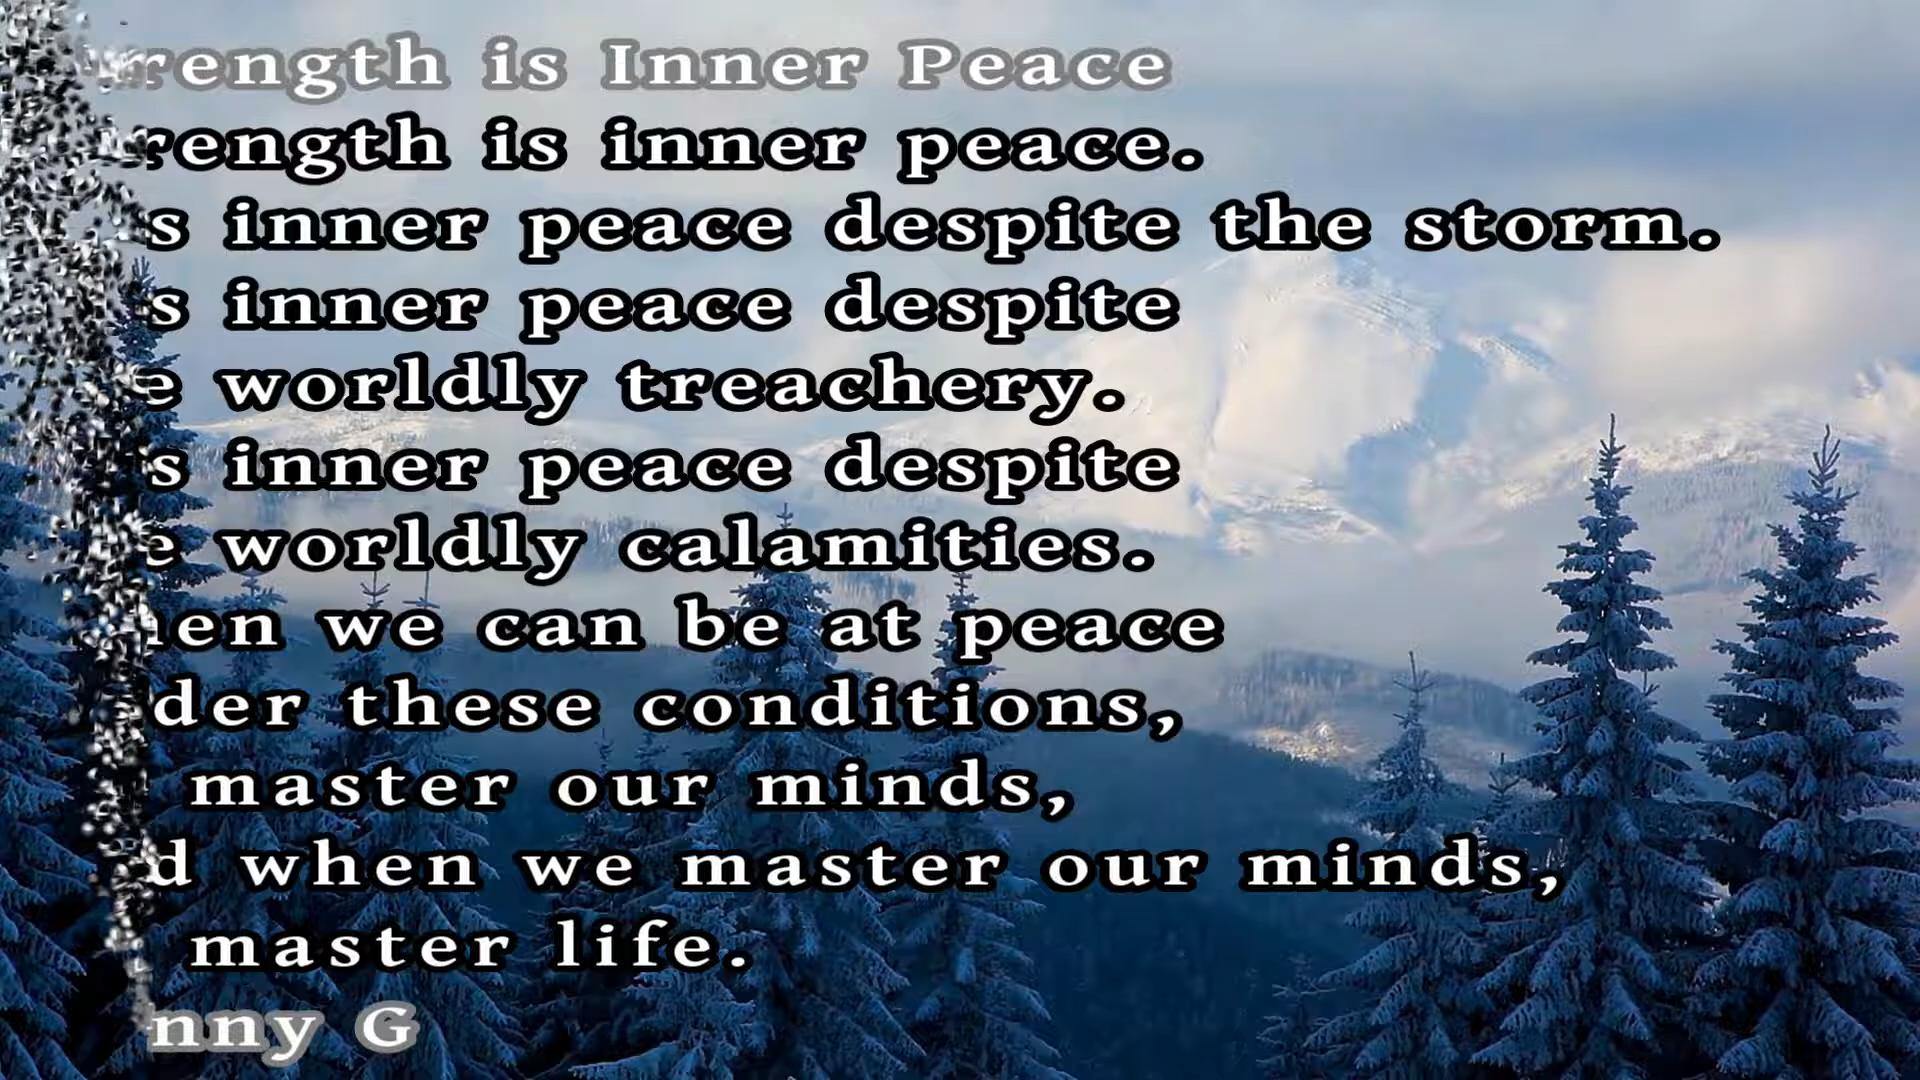 rength is Inner Peace
rength is inner peace.
s inner peace despite the storm.
s inner peace despite
e worldly treachery.
s inner peace despite
e worldly calamities.
en we can be at peace
der these conditions,
master our minds,
d when we master our minds,
master life.
nny G